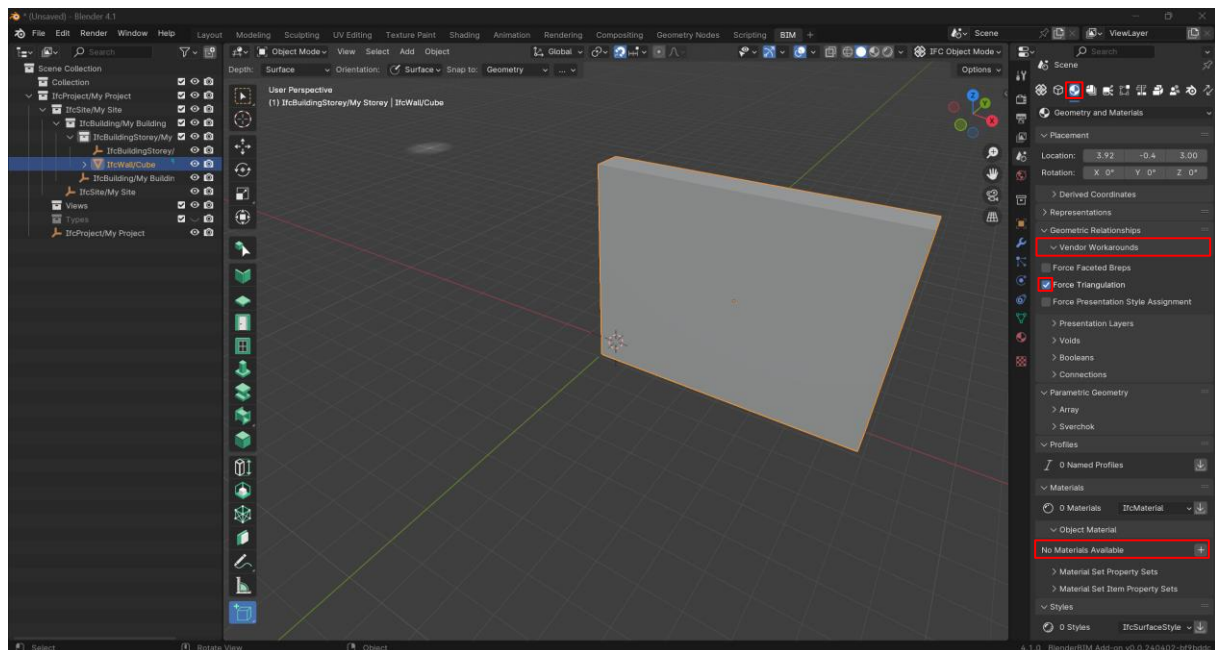 * (Unsaved) - Blender 4.1
File Edit Render Window Help Layout Modeling Sculpting UV Editing Texture Paint Shading Animation Rendering Compositing Geometry Nodes Scripting BIM + Scene ViewLayer
Search Object Mode View Select Add Object Global IFC Object Mode Search
Depth: Surface Orientation: Surface Snap to: Geometry ... Options
Scene Collection
Collection
IfcProject/My Project
IfcSite/My Site
IfcBuilding/My Building
IfcBuildingStorey/My
IfcBuildingStorey/
IfcWall/Cube
IfcBuilding/My Buildin
IfcSite/My Site
Views
Types
IfcProject/My Project
User Perspective
(1) IfcBuildingStorey/My Storey | IfcWall/Cube
Z
Y
X
Scene
Geometry and Materials
Placement
Location: 3.92 -0.4 3.00
Rotation: X 0° Y 0° Z 0°
Derived Coordinates
Representations
Geometric Relationships
Vendor Workarounds
Force Faceted Breps
Force Triangulation
Force Presentation Style Assignment
Presentation Layers
Voids
Booleans
Connections
Parametric Geometry
Array
Sverchok
Profiles
0 Named Profiles
Materials
0 Materials IfcMaterial
Object Material
No Materials Available +
Material Set Property Sets
Material Set Item Property Sets
Styles
0 Styles IfcSurfaceStyle
Select Rotate View Object 4.1.0 BlenderBIM Add-on v0.0.240402-bf9bddc